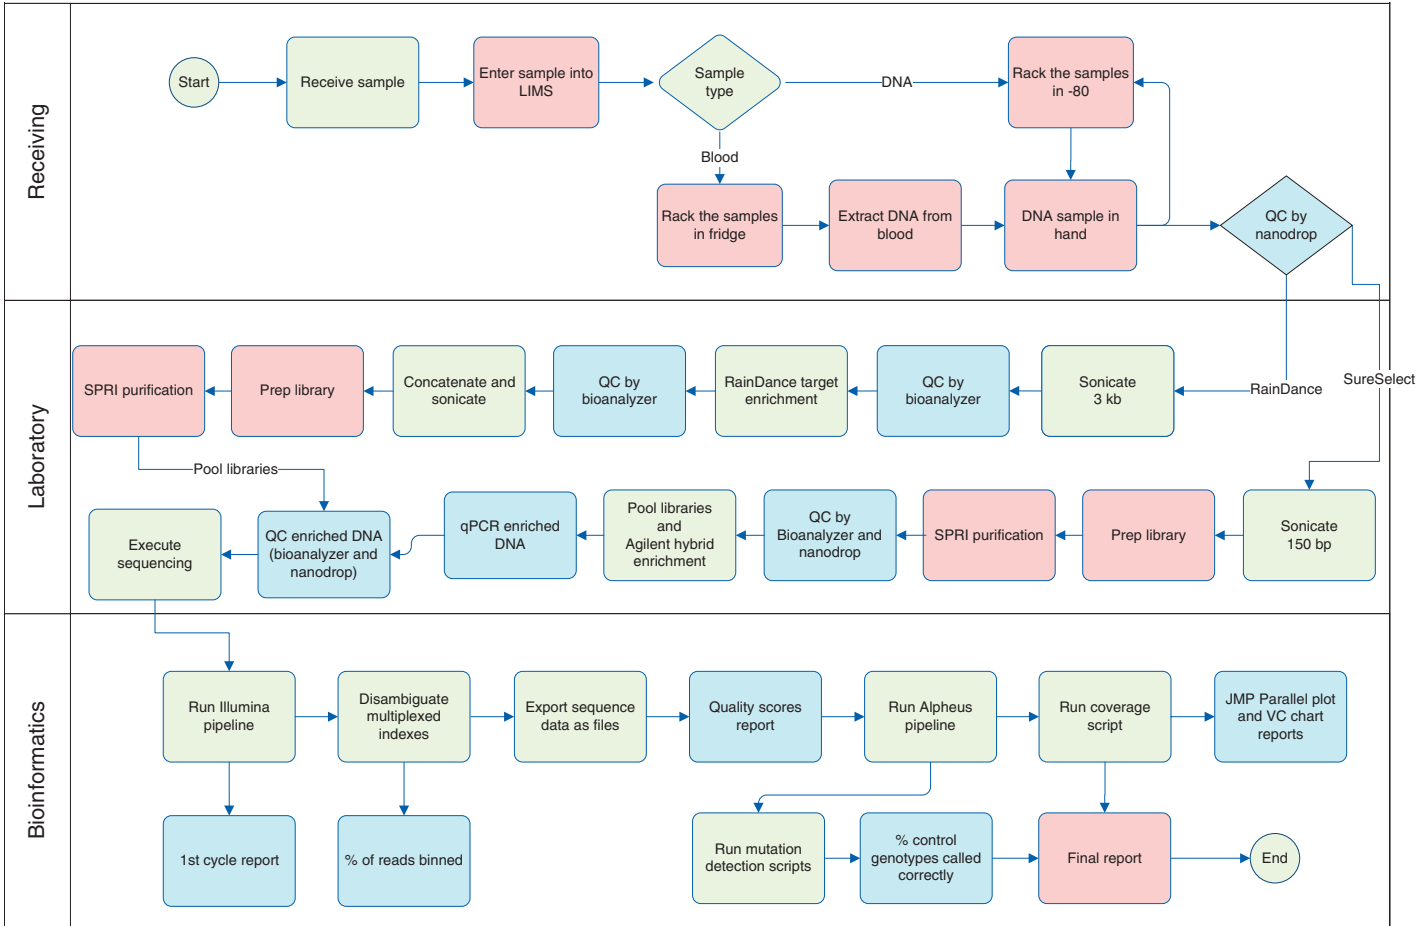 Receiving
Start
Receive sample
Enter sample into
LIMS
Sample
type
DNA
Rack the samples
in -80
Blood
Rack the samples
in fridge
Extract DNA from
blood
DNA sample in
hand
QC by
nanodrop
Laboratory
SPRI purification
Prep library
Concatenate and
sonicate
QC by
bioanalyzer
RainDance target
enrichment
QC by
bioanalyzer
Sonicate
3 kb
RainDance
SureSelect
Pool libraries
Execute
sequencing
QC enriched DNA
(bioanalyzer and
nanodrop)
qPCR enriched
DNA
Pool libraries
and
Agilent hybrid
enrichment
QC by
Bioanalyzer and
nanodrop
SPRI purification
Prep library
Sonicate
150 bp
Bioinformatics
Run Illumina
pipeline
Disambiguate
multiplexed
indexes
Export sequence
data as files
Quality scores
report
Run Alpheus
pipeline
Run coverage
script
JMP Parallel plot
and VC chart
reports
1st cycle report
% of reads binned
Run mutation
detection scripts
% control
genotypes called
correctly
Final report
End